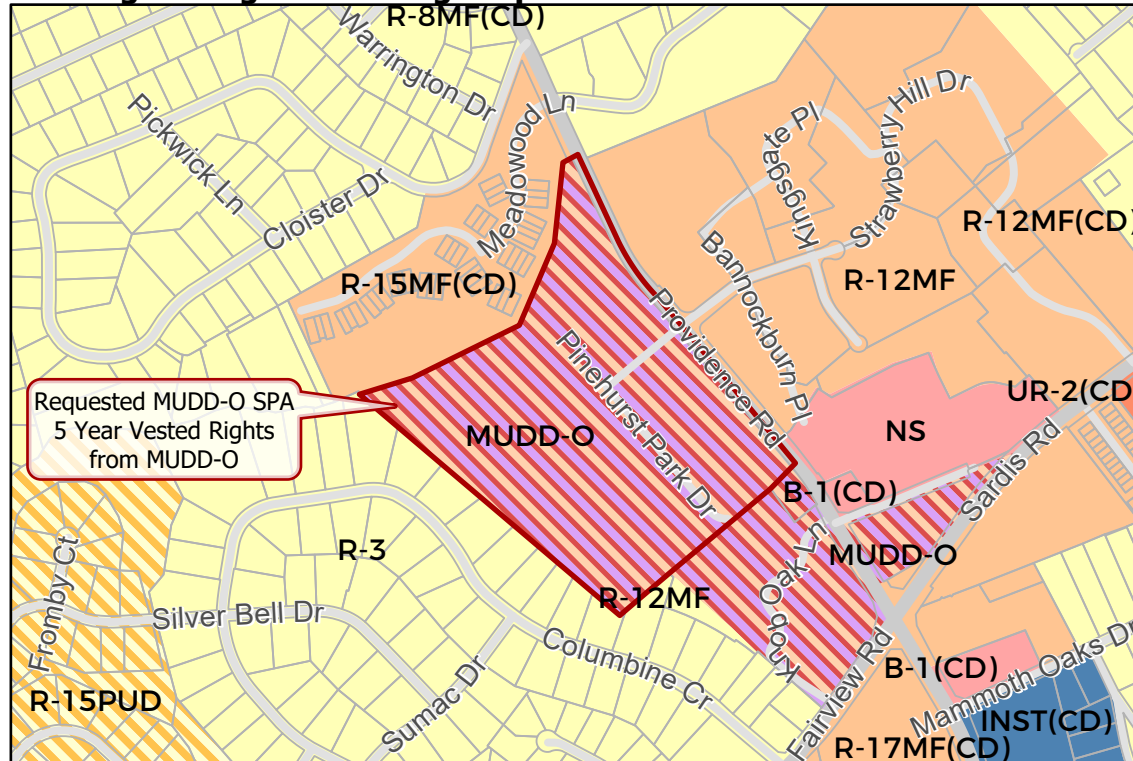 R-8MF(CD)
Warrington Dr
Pickwick Ln
Cloister Dr
Meadowood Ln
R-15MF(CD)
Kingsgate Pl
Strawberry Hill Dr
R-12MF(CD)
R-12MF
Bannockburn Pl
Providence Rd
Pinehurst Park Dr
Requested MUDD-O SPA
5 Year Vested Rights
from MUDD-O
MUDD-O
UR-2(CD
NS
Sardis Rd
B-1(CD)
MUDD-O
R-3
R-12MF
Knob Oak Ln
Fromby Ct
Silver Bell Dr
Columbine Cr
Sumac Dr
Fairview Rd
B-1(CD)
Mammoth Oaks Dr
R-15PUD
INST(CD)
R-17MF(CD)